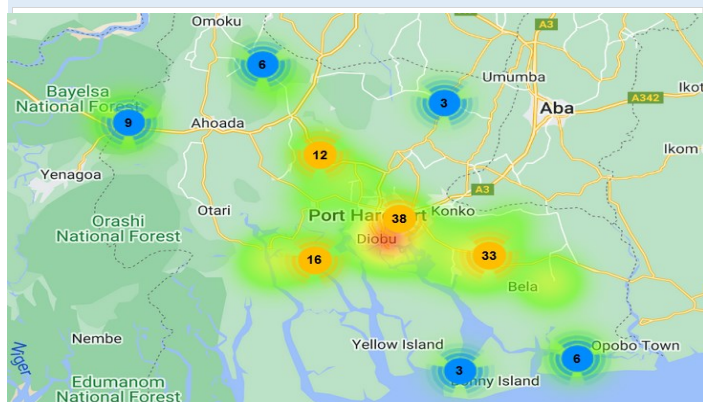 Omoku
A3
6
Umumba
Ikot
Bayelsa
National Forest
3
A342
Aba
9
Ahoada
12
Ikom
Yenagoa
A3
Otari
Port Harcourt
38
Konko
Orashi
National Forest
Diobu
16
33
Bela
Nembe
Yellow Island
Opobo Town
6
Niger
3
Bonny Island
Edumanom
National Forest